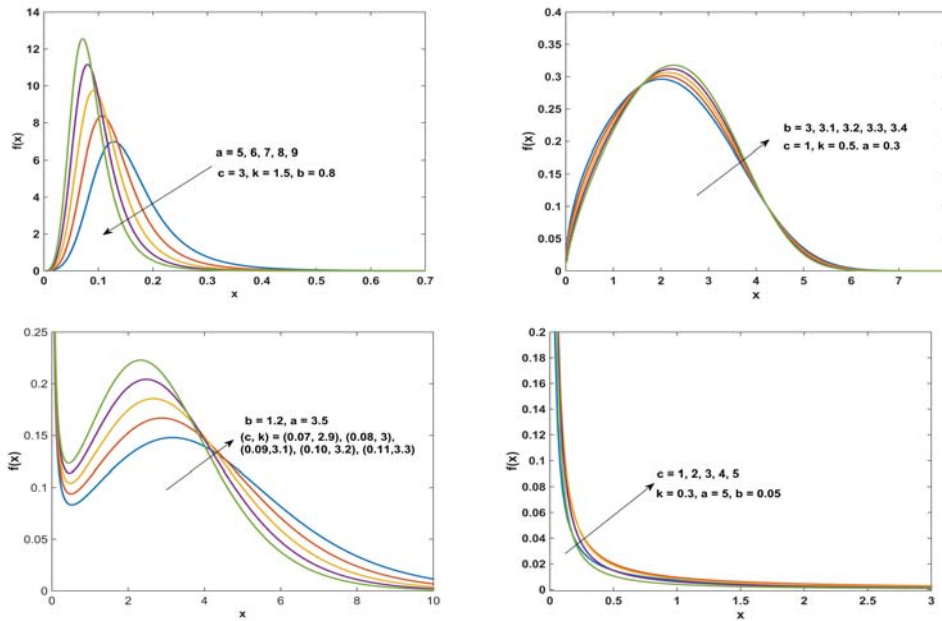 14
12
10
8
6
4
2
0
f(x)
a = 5, 6, 7, 8, 9
c = 3, k = 1.5, b = 0.8
0 0.1 0.2 0.3 0.4 0.5 0.6 0.7
x
0.4
0.35
0.3
0.25
0.2
0.15
0.1
0.05
0
f(x)
b = 3, 3.1, 3.2, 3.3, 3.4
c = 1, k = 0.5. a = 0.3
0 1 2 3 4 5 6 7
x
0.25
0.2
0.15
0.1
0.05
0
f(x)
b = 1.2, a = 3.5
(c, k) = (0.07, 2.9), (0.08, 3),
(0.09,3.1), (0.10, 3.2), (0.11,3.3)
0 2 4 6 8 10
x
0.2
0.18
0.16
0.14
0.12
0.1
0.08
0.06
0.04
0.02
0
f(x)
c = 1, 2, 3, 4, 5
k = 0.3, a = 5, b = 0.05
0 0.5 1 1.5 2 2.5 3
x